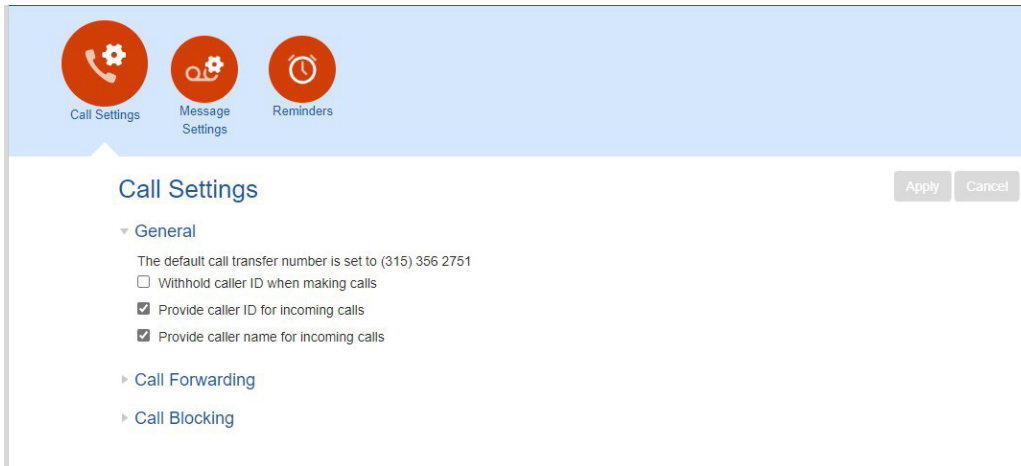 Call Settings
Message
Settings
Reminders
Call Settings
Apply
Cancel
General
The default call transfer number is set to (315) 356 2751
Withhold caller ID when making calls
Provide caller ID for incoming calls
Provide caller name for incoming calls
Call Forwarding
Call Blocking